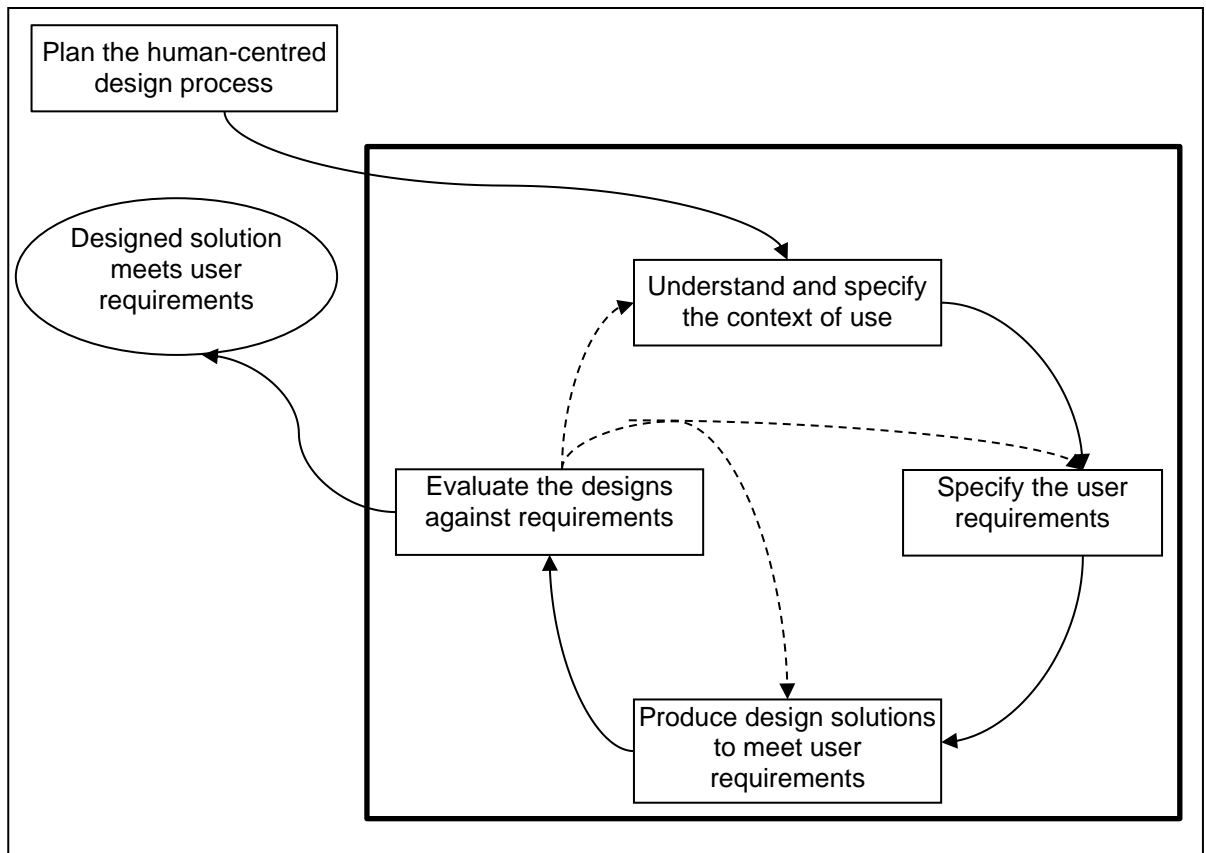 Plan the human-centred
design process
Designed solution
meets user
requirements
Understand and specify
the context of use
Evaluate the designs
against requirements
Specify the user
requirements
Produce design solutions
to meet user
requirements